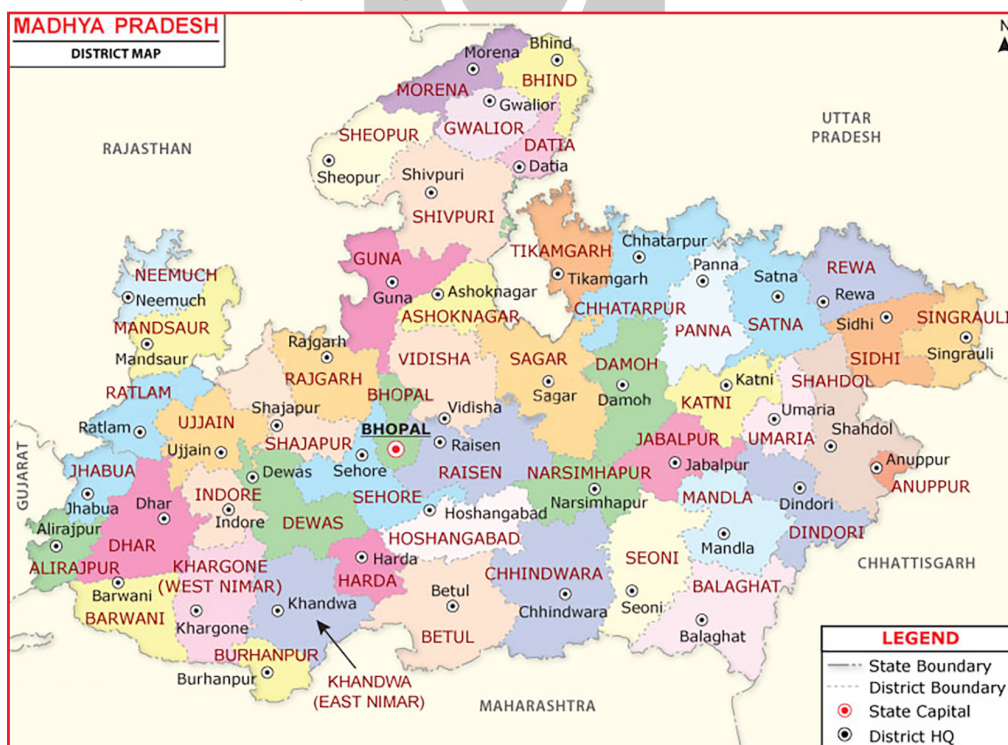 MADHYA PRADESH
DISTRICT MAP
N
Bhind
Morena
BHIND
MORENA
Gwalior
GWALIOR
UTTAR
PRADESH
SHEOPUR
DATIA
RAJASTHAN
Datia
Sheopur
Shivpuri
SHIVPURI
TIKAMGARH
Chhatarpur
GUNA
Panna
NEEMUCH
Tikamgarh
Satna
REWA
Guna
Ashoknagar
Neemuch
Rewa
CHHATARPUR
ASHOKNAGAR
Sidhi
SINGRAULI
MANDSAUR
PANNA
SATNA
Rajgarh
Mandsaur
VIDISHA
SAGAR
DAMOH
Singrauli
SIDHI
RAJGARH
SHAHDOL
RATLAM
BHOPAL
Sagar
Damoh
Katni
KATNI
Shajapur
UJJAIN
Vidisha
Umaria
Ratlam
BHOPAL
SHAJAPUR
JABALPUR
UMARIA
Raisen
Shahdol
Ujjain
Sehore
Jabalpur
Anuppur
JHABUA
Dewas
RAISEN
NARSIMHAPUR
ANUPPUR
GUJARAT
INDORE
SEHORE
Narsimhapur
MANDLA
Dindori
Jhabua
Dhar
Indore
DEWAS
Hoshangabad
Alirajpur
HOSHANGABAD
Mandla
DINDORI
DHAR
Harda
SEONI
CHHATTISGARH
ALIRAJPUR
KHARGONE
(WEST NIMAR)
HARDA
CHHINDWARA
BALAGHAT
Barwani
Betul
Seoni
BARWANI
Khandwa
Chhindwara
Khargone
BETUL
Balaghat
BURHANPUR
Burhanpur
KHANDWA
(EAST NIMAR)
MAHARASHTRA
LEGEND
State Boundary
District Boundary
State Capital
District HQ